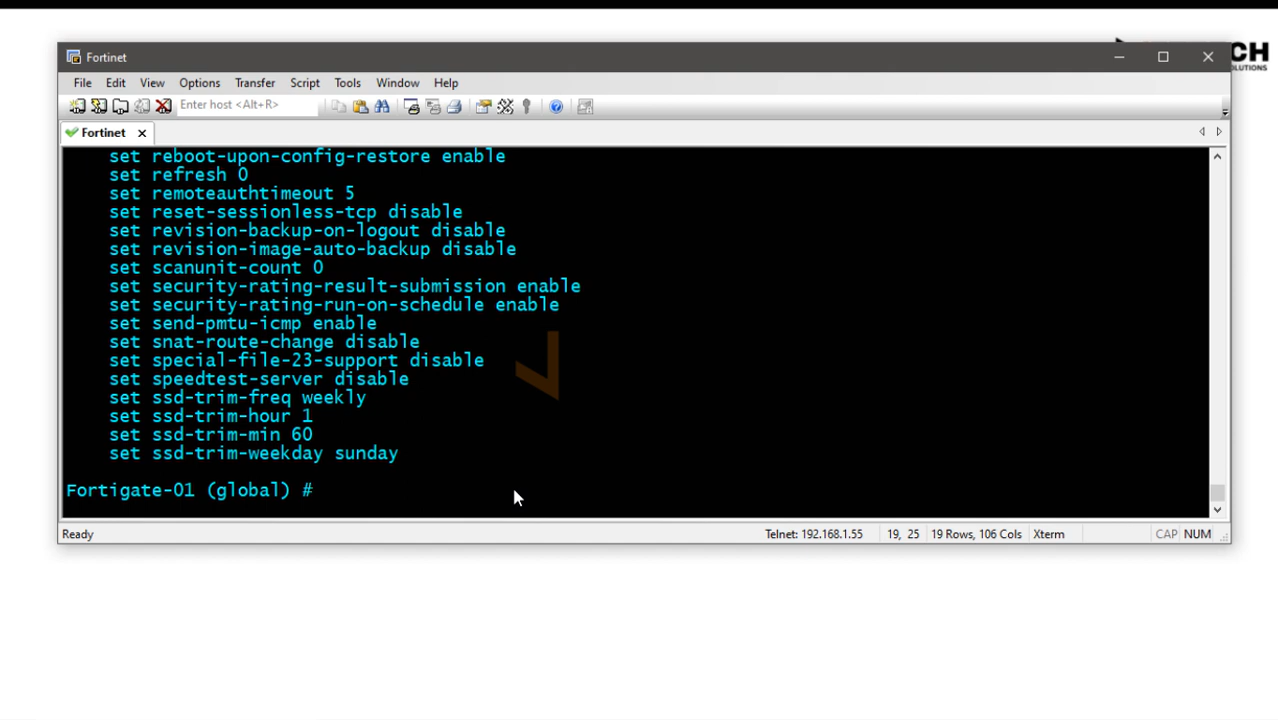 CH
SOLUTIONS
Fortinet
File Edit View Options Transfer Script Tools Window Help
Enter host <Alt+R>
Fortinet
set reboot-upon-config-restore enable
set refresh 0
set remoteauthtimeout 5
set reset-sessionless-tcp disable
set revision-backup-on-logout disable
set revision-image-auto-backup disable
set scanunit-count 0
set security-rating-result-submission enable
set security-rating-run-on-schedule enable
set send-pmtu-icmp enable
set snat-route-change disable
set special-file-23-support disable
set speedtest-server disable
set ssd-trim-freq weekly
set ssd-trim-hour 1
set ssd-trim-min 60
set ssd-trim-weekday sunday
Fortigate-01 (global) #
Ready Telnet: 192.168.1.55 19, 25 19 Rows, 106 Cols Xterm CAP NUM